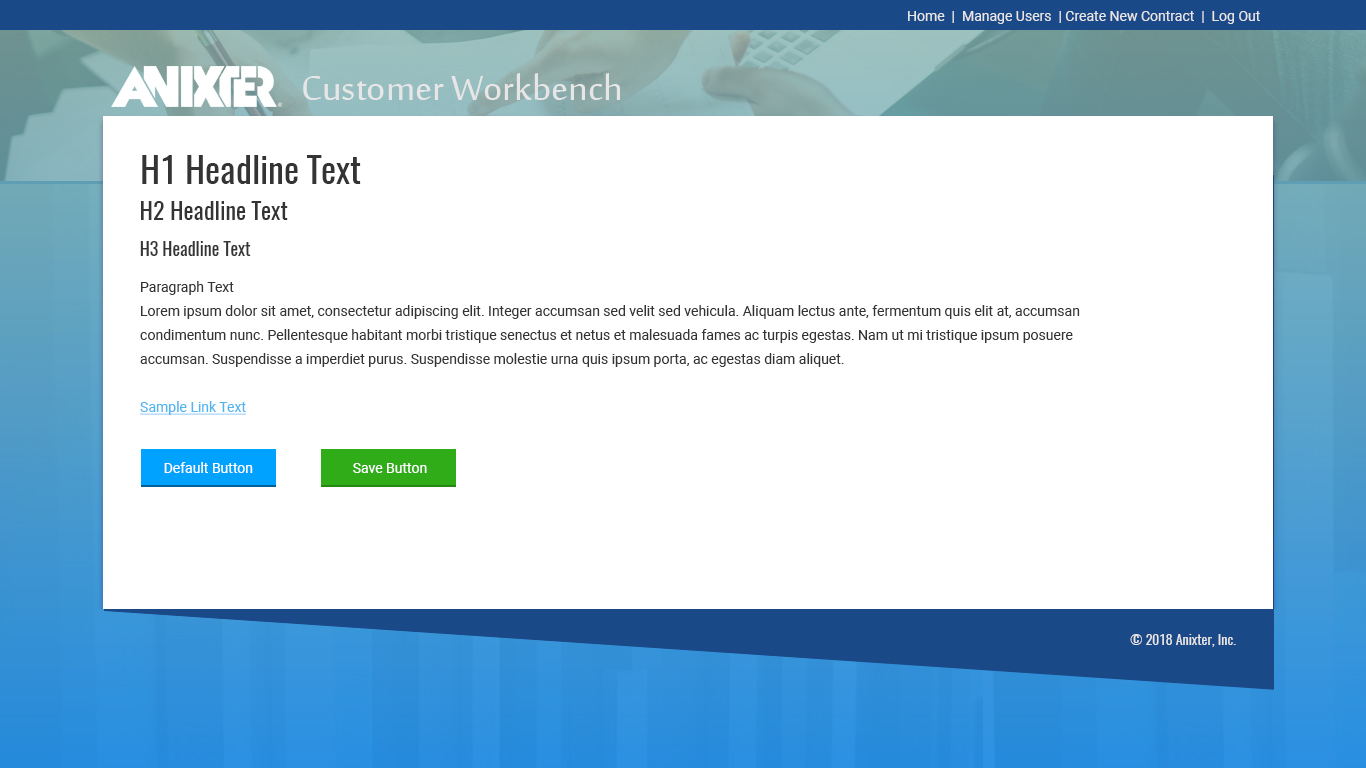 Home | Manage Users | Create New Contract | Log Out
ANIXTER® Customer Workbench
H1 Headline Text
H2 Headline Text
H3 Headline Text
Paragraph Text
Lorem ipsum dolor sit amet, consectetur adipiscing elit. Integer accumsan sed velit sed vehicula. Aliquam lectus ante, fermentum quis elit at, accumsan
condimentum nunc. Pellentesque habitant morbi tristique senectus et netus et malesuada fames ac turpis egestas. Nam ut mi tristique ipsum posuere
accumsan. Suspendisse a imperdiet purus. Suspendisse molestie urna quis ipsum porta, ac egestas diam aliquet.
Sample Link Text
Default Button Save Button
© 2018 Anixter, Inc.